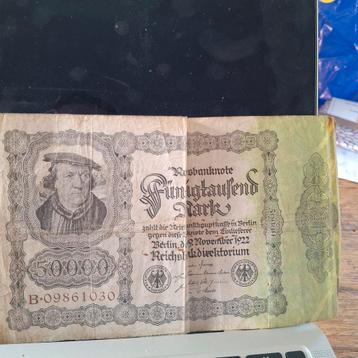 Reichsbanknote
Fünfzigtausend
Mark
zahlt die Reichsbankhauptkasse in Berlin
gegen diese Banknote dem Einlieferer
Berlin, den 19. November 1922
Reichsbankdirektorium
50000
B·09861030